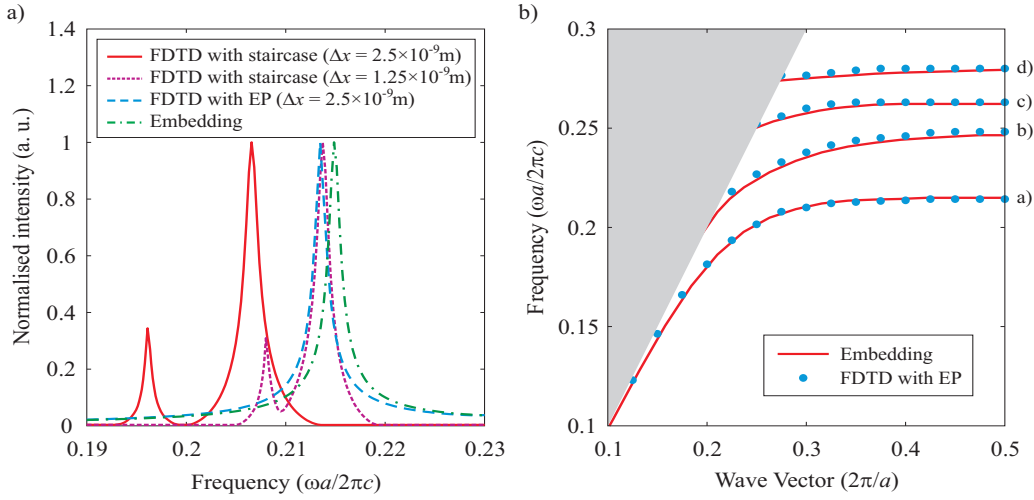 a)
1.4
1.2
1
0.8
0.6
0.4
0.2
0
Normalised intensity (a. u.)
FDTD with staircase (Δx = 2.5×10⁻⁹m)
FDTD with staircase (Δx = 1.25×10⁻⁹m)
FDTD with EP (Δx = 2.5×10⁻⁹m)
Embedding
0.19 0.2 0.21 0.22 0.23
Frequency (ωa/2πc)
b)
0.3
0.25
0.2
0.15
0.1
Frequency (ωa/2πc)
d)
c)
b)
a)
Embedding
FDTD with EP
0.1 0.2 0.3 0.4 0.5
Wave Vector (2π/a)